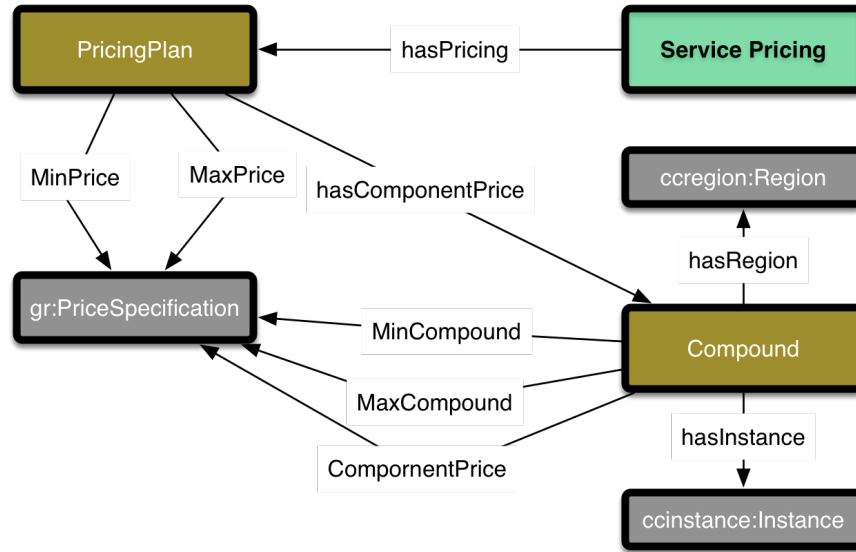 PricingPlan
hasPricing
Service Pricing
MinPrice
MaxPrice
hasComponentPrice
ccregion:Region
hasRegion
gr:PriceSpecification
MinCompound
Compound
MaxCompound
hasInstance
CompornentPrice
ccinstance:Instance